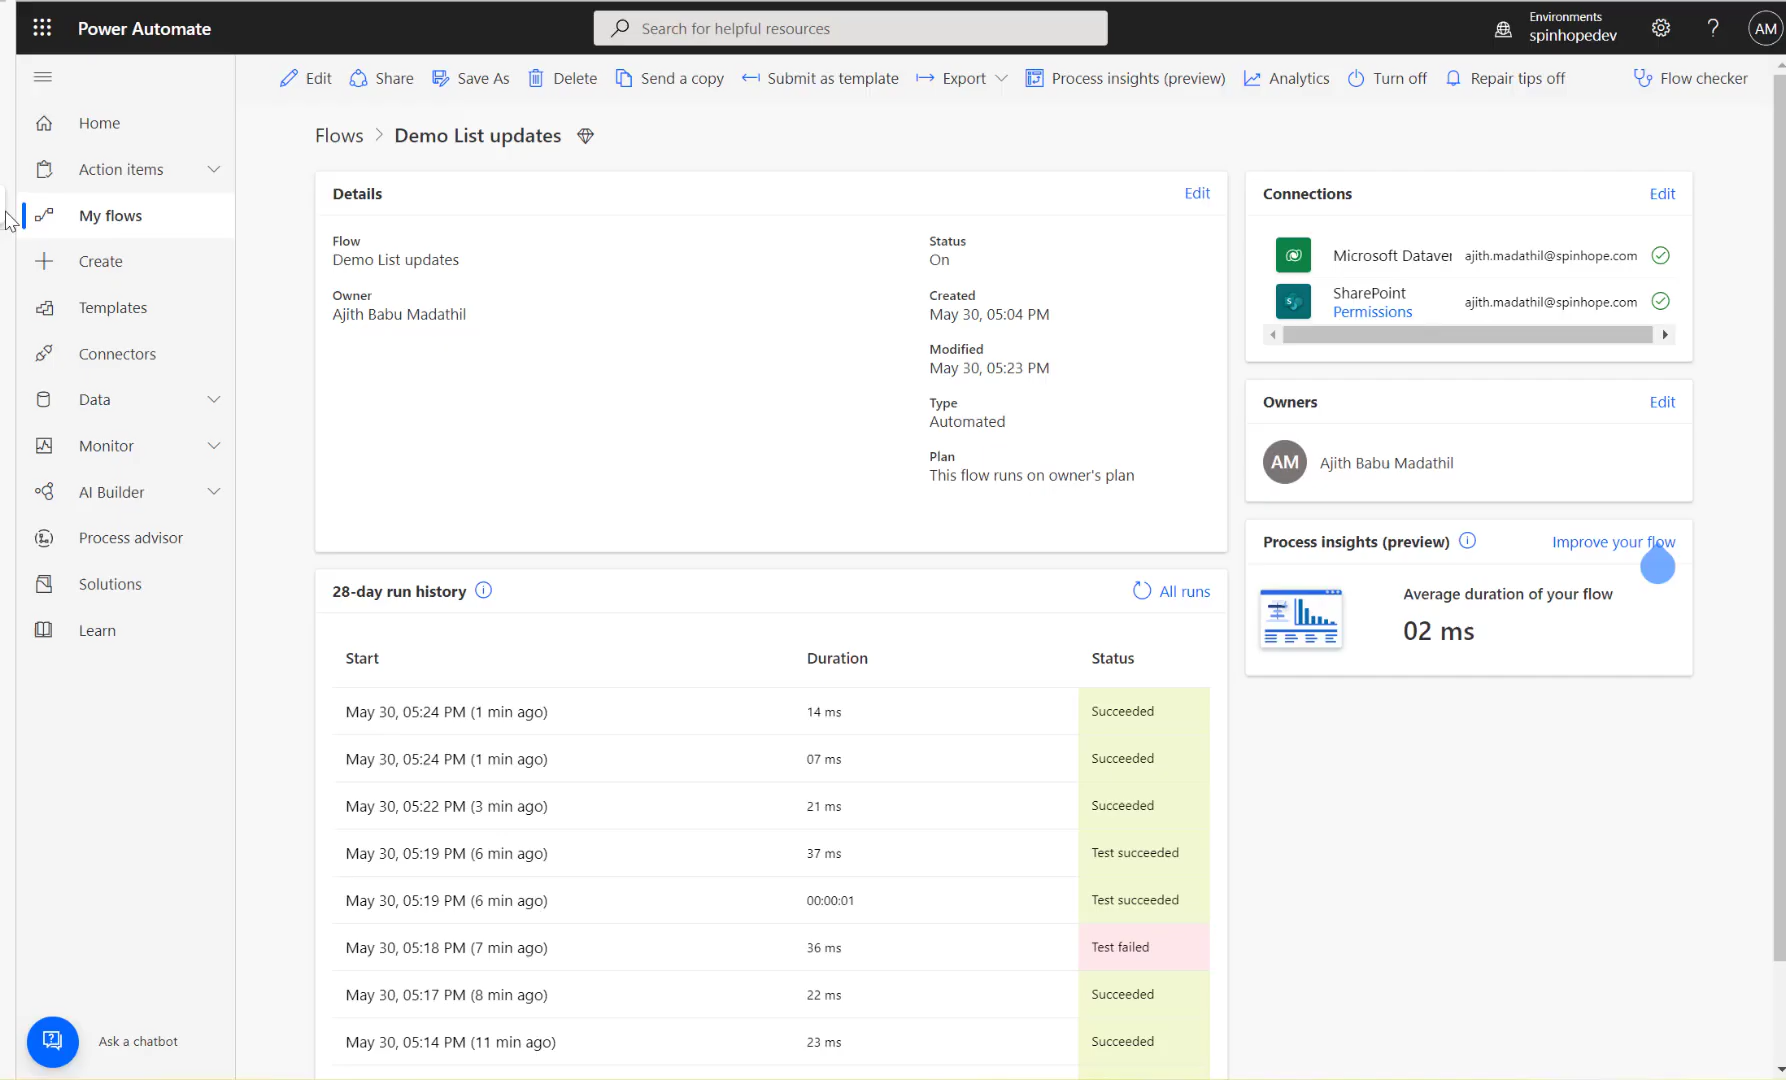 Power Automate
Search for helpful resources
Environments
spinhopedev
?
AM
Edit
Share
Save As
Delete
Send a copy
Submit as template
Export
Process insights (preview)
Analytics
Turn off
Repair tips off
Flow checker
Home
Action items
My flows
Create
Templates
Connectors
Data
Monitor
AI Builder
Process advisor
Solutions
Learn
Ask a chatbot
Flows > Demo List updates
Details
Edit
Flow
Demo List updates
Owner
Ajith Babu Madathil
Status
On
Created
May 30, 05:04 PM
Modified
May 30, 05:23 PM
Type
Automated
Plan
This flow runs on owner's plan
Connections
Edit
Microsoft Dataver ajith.madathil@spinhope.com
SharePoint
Permissions
ajith.madathil@spinhope.com
Owners
Edit
AM
Ajith Babu Madathil
Process insights (preview)
Improve your flow
Average duration of your flow
02 ms
28-day run history
All runs
Start Duration Status
May 30, 05:24 PM (1 min ago) 14 ms Succeeded
May 30, 05:24 PM (1 min ago) 07 ms Succeeded
May 30, 05:22 PM (3 min ago) 21 ms Succeeded
May 30, 05:19 PM (6 min ago) 37 ms Test succeeded
May 30, 05:19 PM (6 min ago) 00:00:01 Test succeeded
May 30, 05:18 PM (7 min ago) 36 ms Test failed
May 30, 05:17 PM (8 min ago) 22 ms Succeeded
May 30, 05:14 PM (11 min ago) 23 ms Succeeded